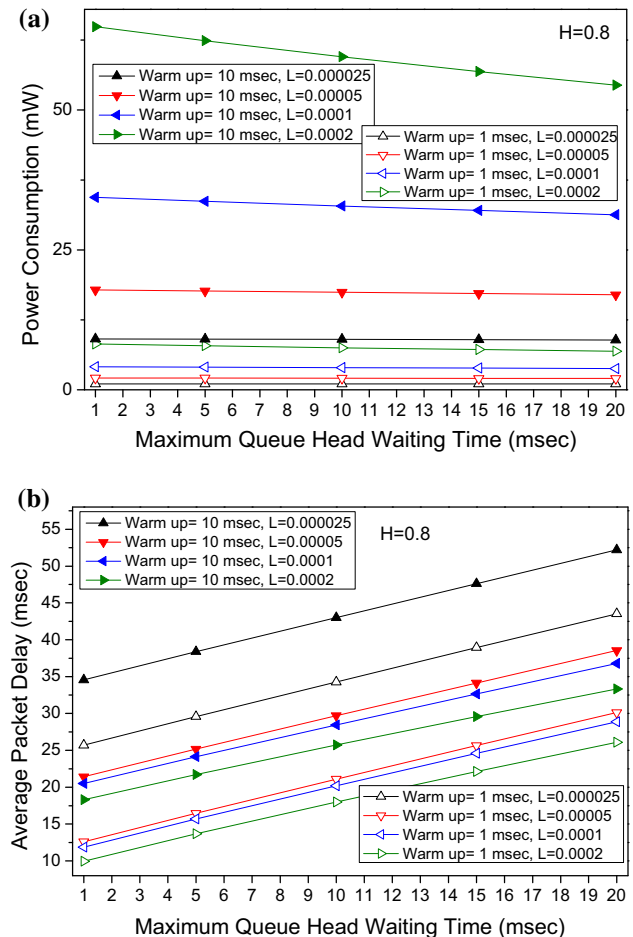 (a)
H=0.8
Warm up= 10 msec, L=0.000025
Warm up= 10 msec, L=0.00005
Warm up= 10 msec, L=0.0001
Warm up= 10 msec, L=0.0002
Warm up= 1 msec, L=0.000025
Warm up= 1 msec, L=0.00005
Warm up= 1 msec, L=0.0001
Warm up= 1 msec, L=0.0002
Power Consumption (mW)
50
25
0
1 2 3 4 5 6 7 8 9 10 11 12 13 14 15 16 17 18 19 20
Maximum Queue Head Waiting Time (msec)
(b)
H=0.8
Warm up= 10 msec, L=0.000025
Warm up= 10 msec, L=0.00005
Warm up= 10 msec, L=0.0001
Warm up= 10 msec, L=0.0002
Average Packet Delay (msec)
55
50
45
40
35
30
25
20
15
10
Warm up= 1 msec, L=0.000025
Warm up= 1 msec, L=0.00005
Warm up= 1 msec, L=0.0001
Warm up= 1 msec, L=0.0002
1 2 3 4 5 6 7 8 9 10 11 12 13 14 15 16 17 18 19 20
Maximum Queue Head Waiting Time (msec)